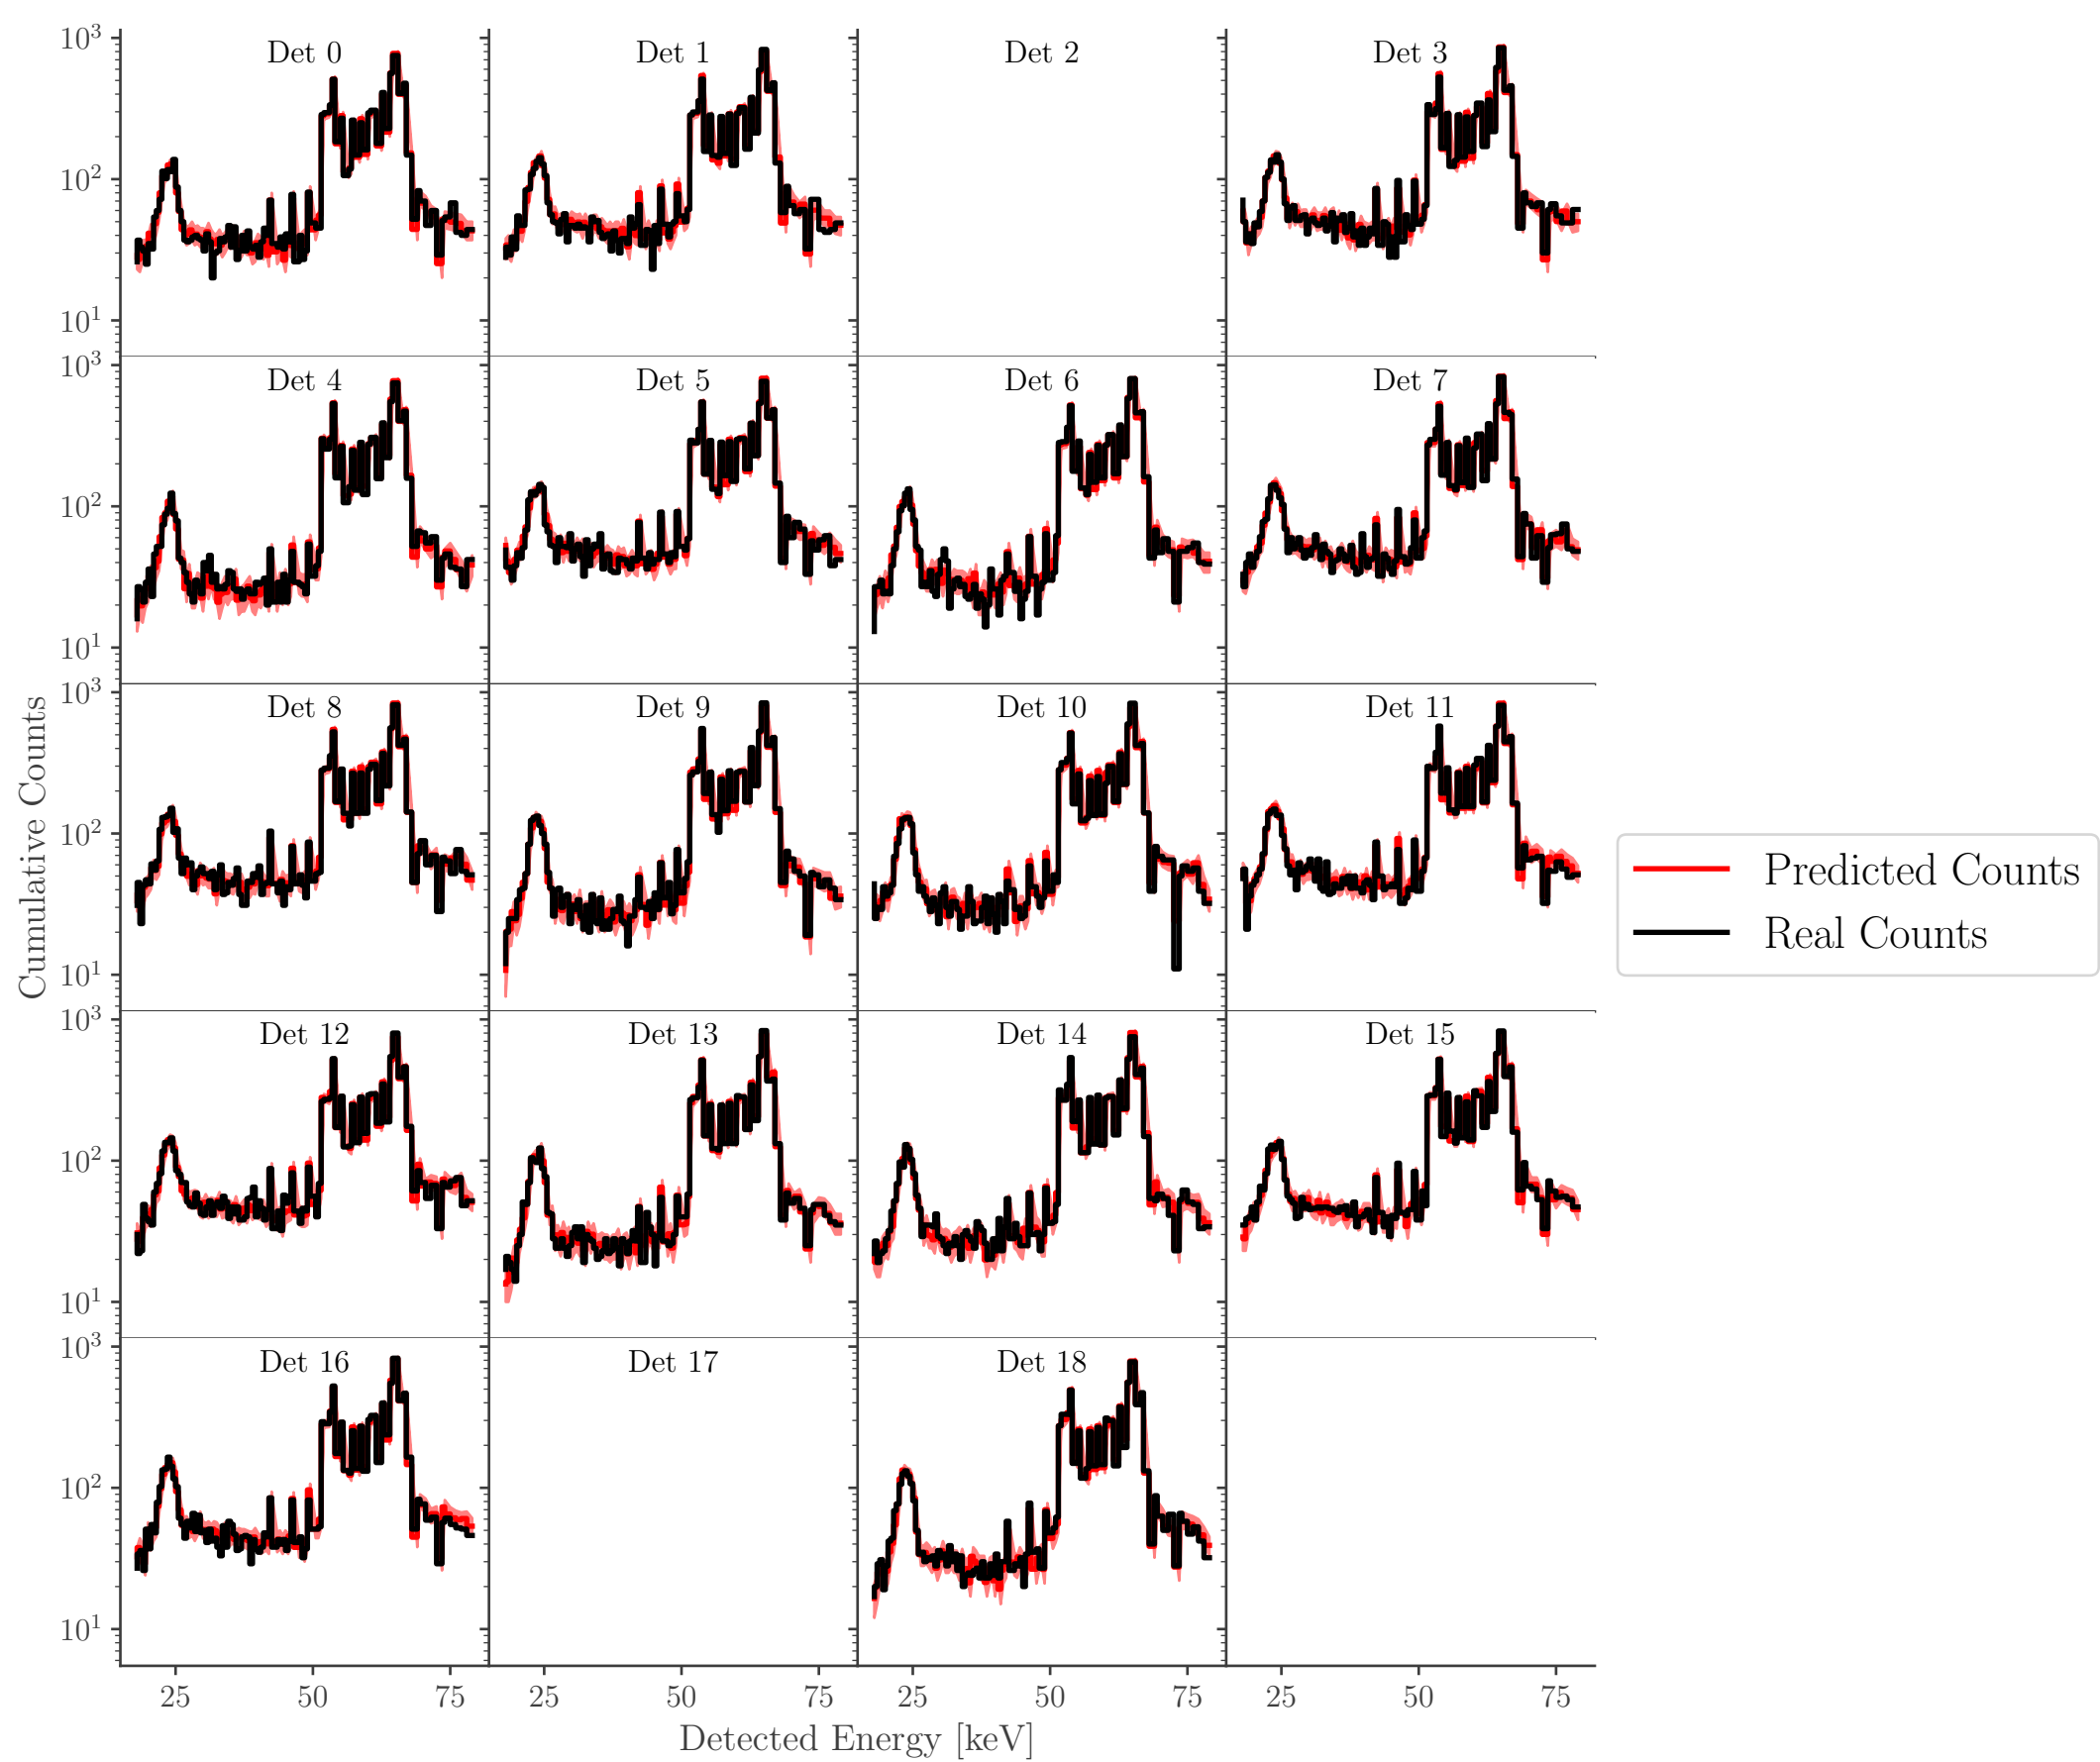 10³
Det 0
Det 1
Det 2
Det 3
10²
10¹
10³
Det 4
Det 5
Det 6
Det 7
10²
10¹
10³
Det 8
Det 9
Det 10
Det 11
10²
10¹
Cumulative Counts
Predicted Counts
Real Counts
10³
Det 12
Det 13
Det 14
Det 15
10²
10¹
10³
Det 16
Det 17
Det 18
10²
10¹
25 50 75 25 50 75 25 50 75 25 50 75
Detected Energy [keV]